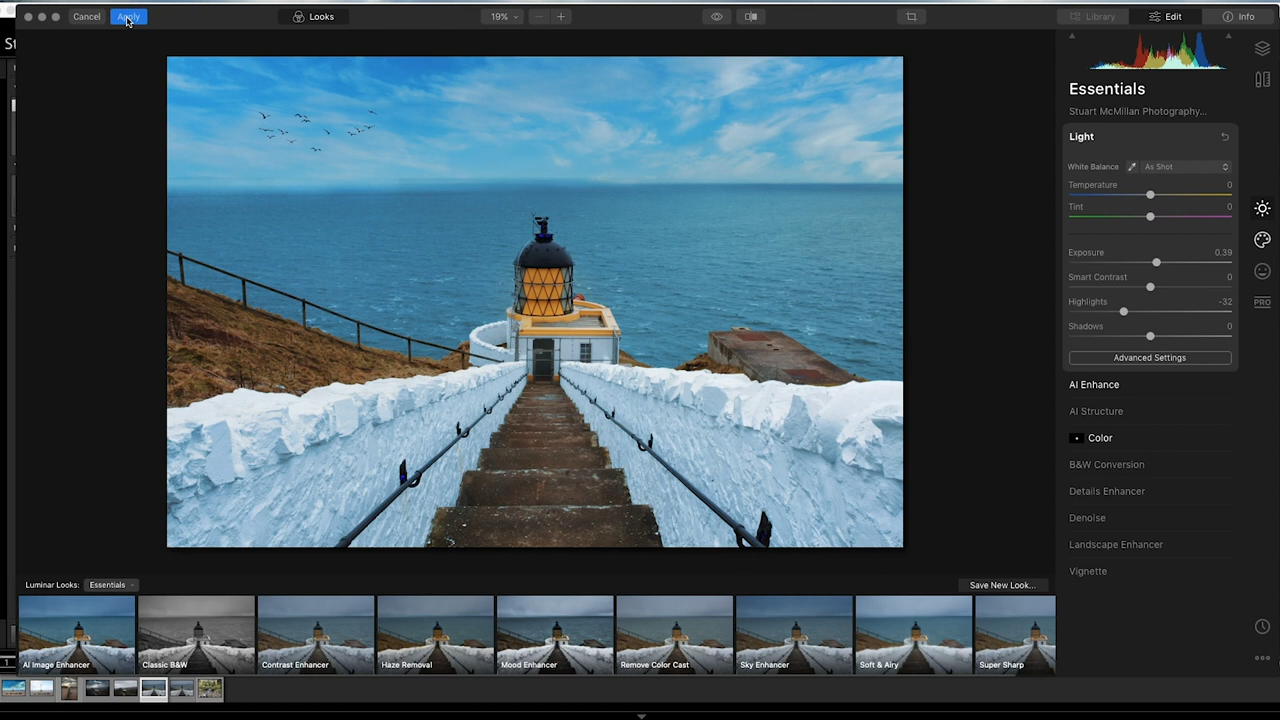 Cancel
Apply
Looks
19%
Library
Edit
Info
St
Essentials
Stuart McMillan Photography...
Light
White Balance
As Shot
Temperature 0
Tint 0
Exposure 0.39
Smart Contrast 0
Highlights -32
Shadows 0
Advanced Settings
AI Enhance
AI Structure
Color
B&W Conversion
Details Enhancer
Denoise
Landscape Enhancer
Vignette
PRO
Luminar Looks:
Essentials
Save New Look...
AI Image Enhancer
Classic B&W
Contrast Enhancer
Haze Removal
Mood Enhancer
Remove Color Cast
Sky Enhancer
Soft & Airy
Super Sharp
1